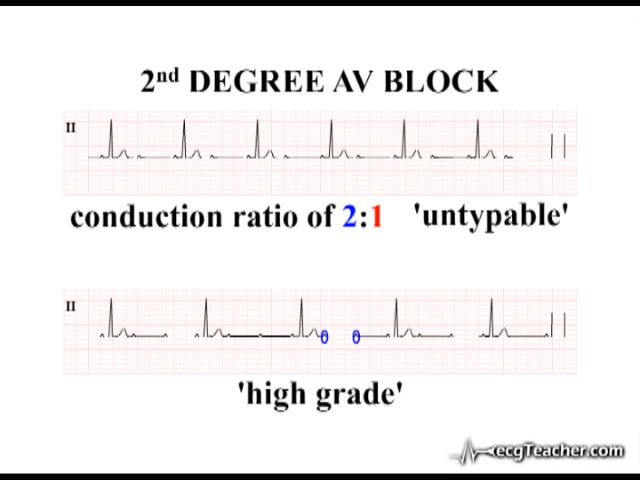 2nd DEGREE AV BLOCK
II
conduction ratio of 2:1 'untypable'
II
0 0
'high grade'
ecgTeacher.com